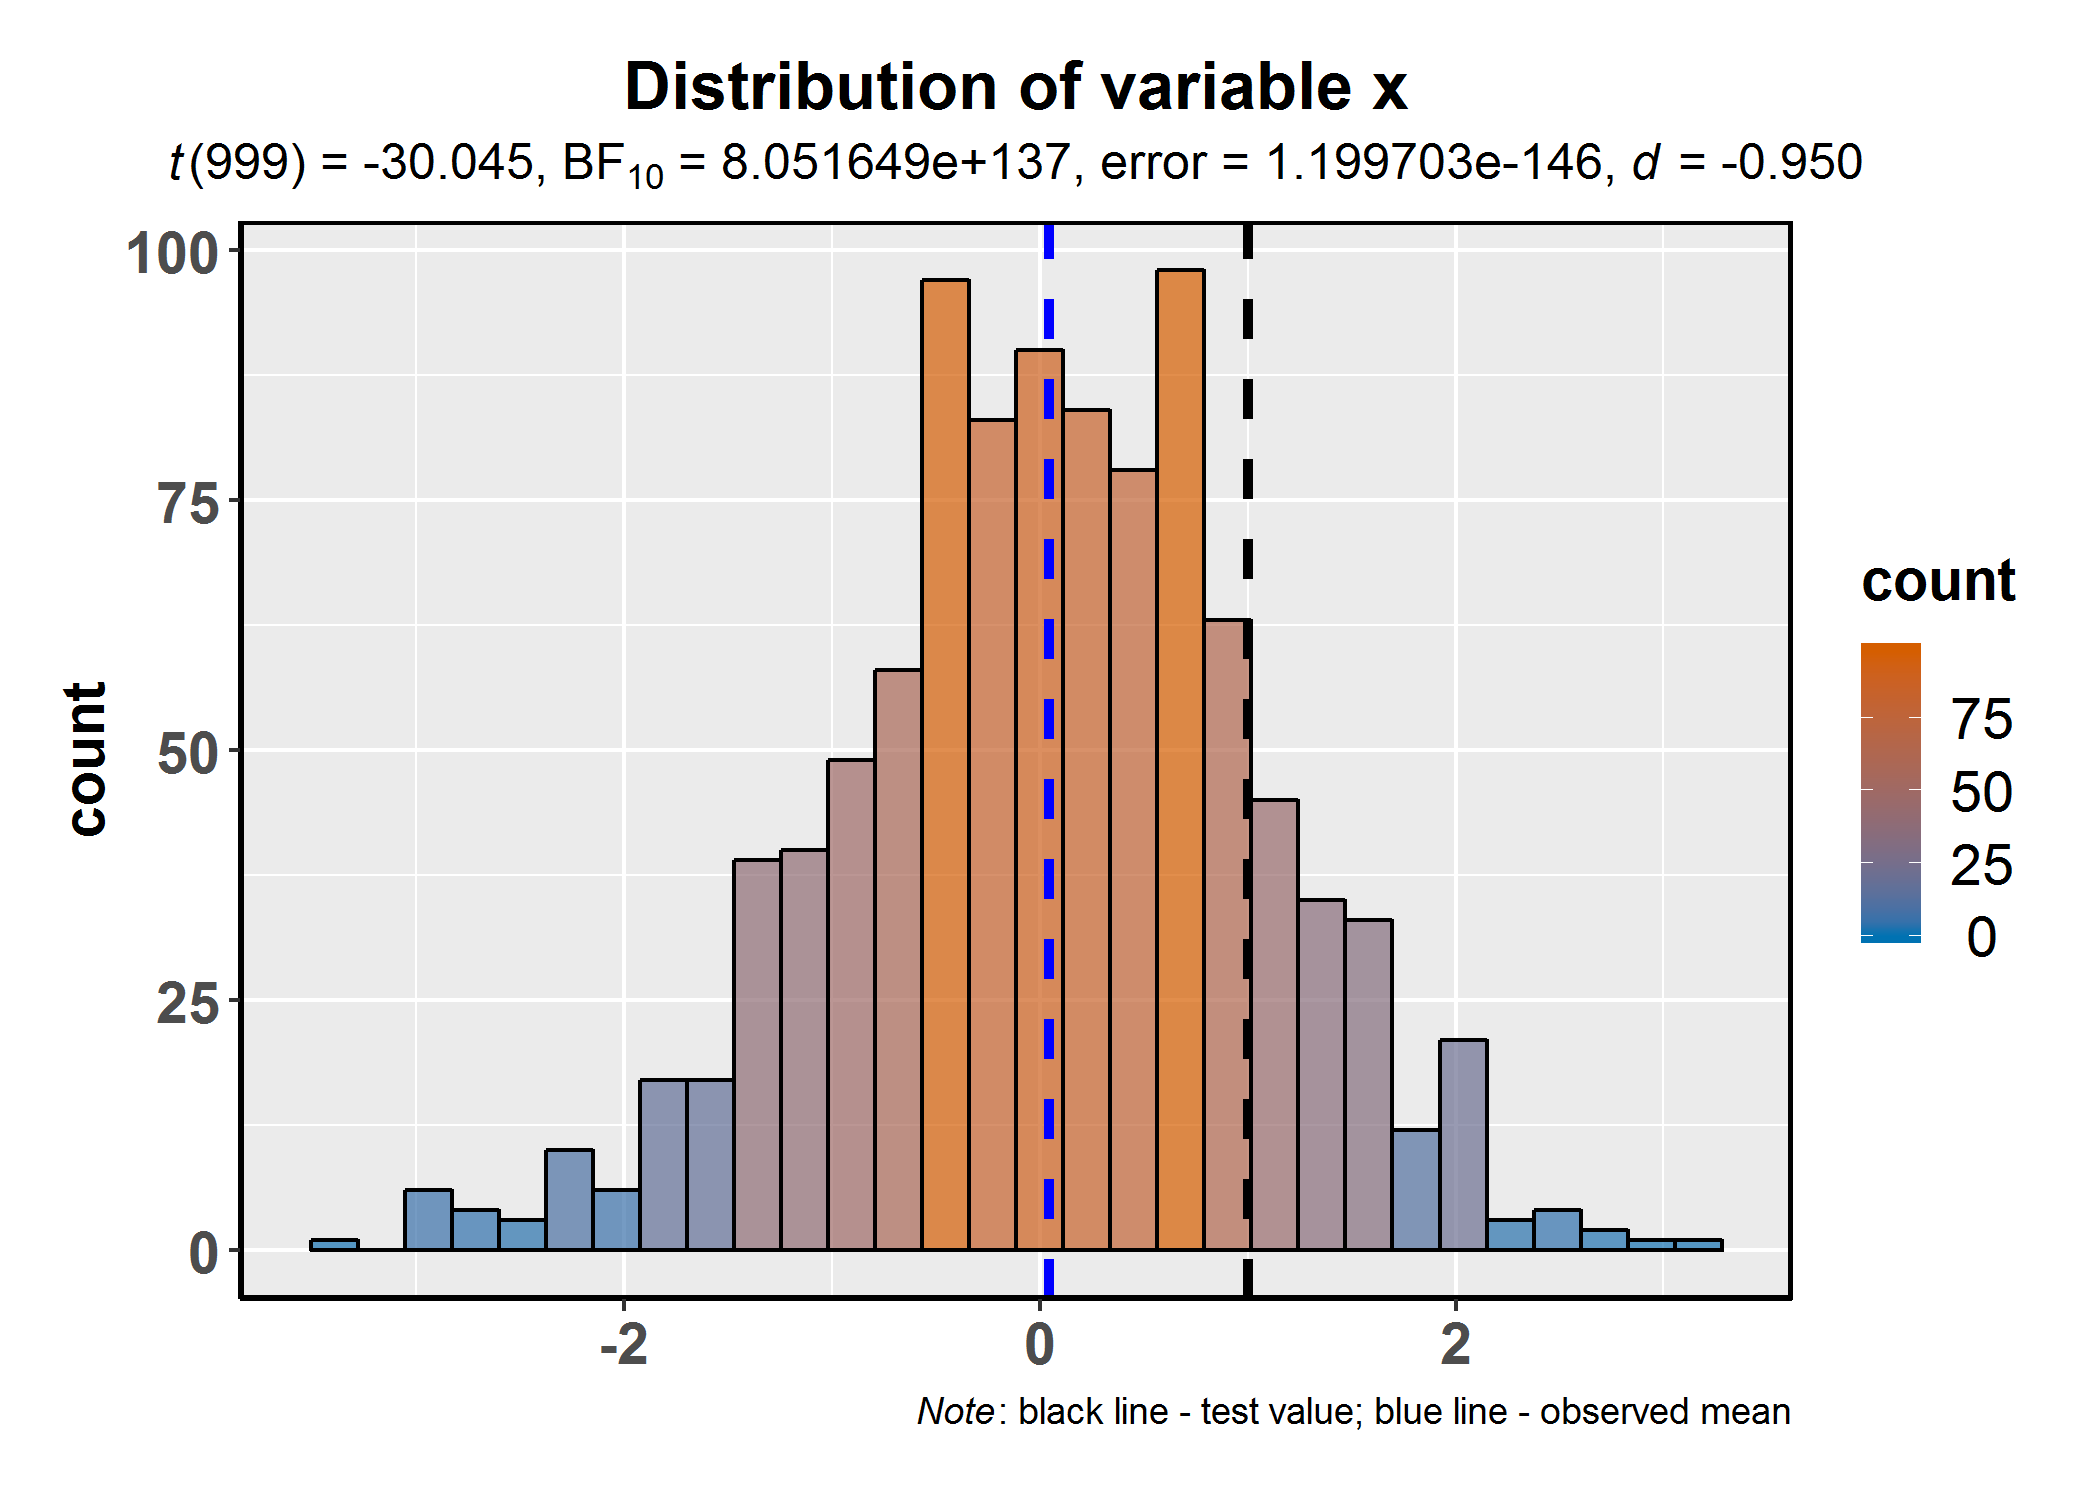 Distribution of variable x
t(999) = -30.045, BF₁₀ = 8.051649e+137, error = 1.199703e-146, d = -0.950
100
75
50
25
0
count
-2
0
2
count
75
50
25
0
Note: black line - test value; blue line - observed mean